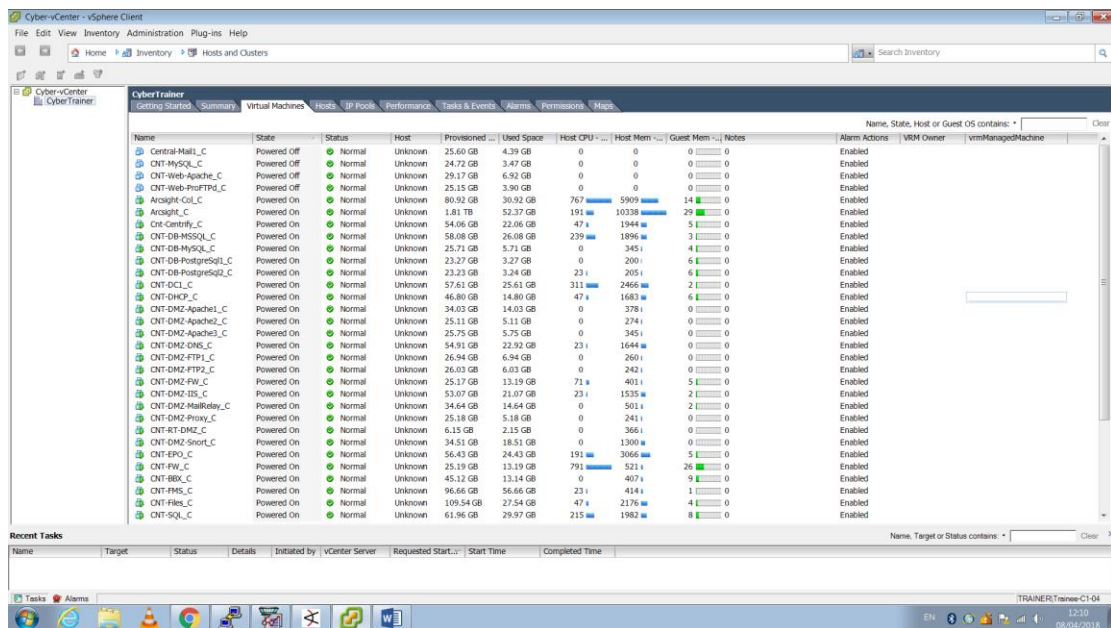 Cyber-vCenter - vSphere Client
File Edit View Inventory Administration Plug-ins Help
Home Inventory Hosts and Clusters Search Inventory
Cyber-vCenter
CyberTrainer
CyberTrainer
Getting Started Summary Virtual Machines Hosts IP Pools Performance Tasks & Events Alarms Permissions Maps
Name, State, Host or Guest OS contains: Clear
Name State Status Host Provisioned ... Used Space Host CPU - ... Host Mem -... Guest Mem -... Notes Alarm Actions VRM Owner vrmManagedMachine
Central-Mail1_C Powered Off Normal Unknown 25.60 GB 4.39 GB 0 0 0 0 Enabled
CNT-MySQL_C Powered Off Normal Unknown 24.72 GB 3.47 GB 0 0 0 0 Enabled
CNT-Web-Apache_C Powered Off Normal Unknown 29.17 GB 6.92 GB 0 0 0 0 Enabled
CNT-Web-ProFTPd_C Powered Off Normal Unknown 25.15 GB 3.90 GB 0 0 0 0 Enabled
Arcsight-Col_C Powered On Normal Unknown 80.92 GB 30.92 GB 767 5909 14 0 Enabled
Arcsight_C Powered On Normal Unknown 1.81 TB 52.37 GB 191 10338 29 0 Enabled
Cnt-Centrify_C Powered On Normal Unknown 54.06 GB 22.06 GB 47 1944 5 0 Enabled
CNT-DB-MSSQL_C Powered On Normal Unknown 58.08 GB 26.08 GB 239 1896 3 0 Enabled
CNT-DB-MySQL_C Powered On Normal Unknown 25.71 GB 5.71 GB 0 345 4 0 Enabled
CNT-DB-PostgreSql1_C Powered On Normal Unknown 23.27 GB 3.27 GB 0 200 6 0 Enabled
CNT-DB-PostgreSql2_C Powered On Normal Unknown 23.23 GB 3.24 GB 23 205 6 0 Enabled
CNT-DC1_C Powered On Normal Unknown 57.61 GB 25.61 GB 311 2466 2 0 Enabled
CNT-DHCP_C Powered On Normal Unknown 46.80 GB 14.80 GB 47 1683 6 0 Enabled
CNT-DMZ-Apache1_C Powered On Normal Unknown 34.03 GB 14.03 GB 0 378 0 0 Enabled
CNT-DMZ-Apache2_C Powered On Normal Unknown 25.11 GB 5.11 GB 0 274 0 0 Enabled
CNT-DMZ-Apache3_C Powered On Normal Unknown 25.75 GB 5.75 GB 0 345 0 0 Enabled
CNT-DMZ-DNS_C Powered On Normal Unknown 54.91 GB 22.92 GB 23 1644 0 0 Enabled
CNT-DMZ-FTP1_C Powered On Normal Unknown 26.94 GB 6.94 GB 0 260 0 0 Enabled
CNT-DMZ-FTP2_C Powered On Normal Unknown 26.03 GB 6.03 GB 0 242 0 0 Enabled
CNT-DMZ-FW_C Powered On Normal Unknown 25.17 GB 13.19 GB 71 401 5 0 Enabled
CNT-DMZ-IIS_C Powered On Normal Unknown 53.07 GB 21.07 GB 23 1535 2 0 Enabled
CNT-DMZ-MailRelay_C Powered On Normal Unknown 34.64 GB 14.64 GB 0 501 2 0 Enabled
CNT-DMZ-Proxy_C Powered On Normal Unknown 25.18 GB 5.18 GB 0 241 0 0 Enabled
CNT-RT-DMZ_C Powered On Normal Unknown 6.15 GB 2.15 GB 0 366 0 0 Enabled
CNT-DMZ-Snort_C Powered On Normal Unknown 34.51 GB 18.51 GB 0 1300 0 0 Enabled
CNT-EPO_C Powered On Normal Unknown 56.43 GB 24.43 GB 191 3066 5 0 Enabled
CNT-FW_C Powered On Normal Unknown 25.19 GB 13.19 GB 791 521 26 0 Enabled
CNT-BBX_C Powered On Normal Unknown 45.12 GB 13.14 GB 0 407 9 0 Enabled
CNT-FMS_C Powered On Normal Unknown 96.66 GB 56.66 GB 23 414 1 0 Enabled
CNT-Files_C Powered On Normal Unknown 109.54 GB 27.54 GB 47 2176 4 0 Enabled
CNT-SQL_C Powered On Normal Unknown 61.96 GB 29.97 GB 215 1982 8 0 Enabled
Recent Tasks Name, Target or Status contains: Clear
Name Target Status Details Initiated by vCenter Server Requested Start... Start Time Completed Time
Tasks Alarms TRAINER\Trainee-C1-04
EN 12:10
08/04/2018